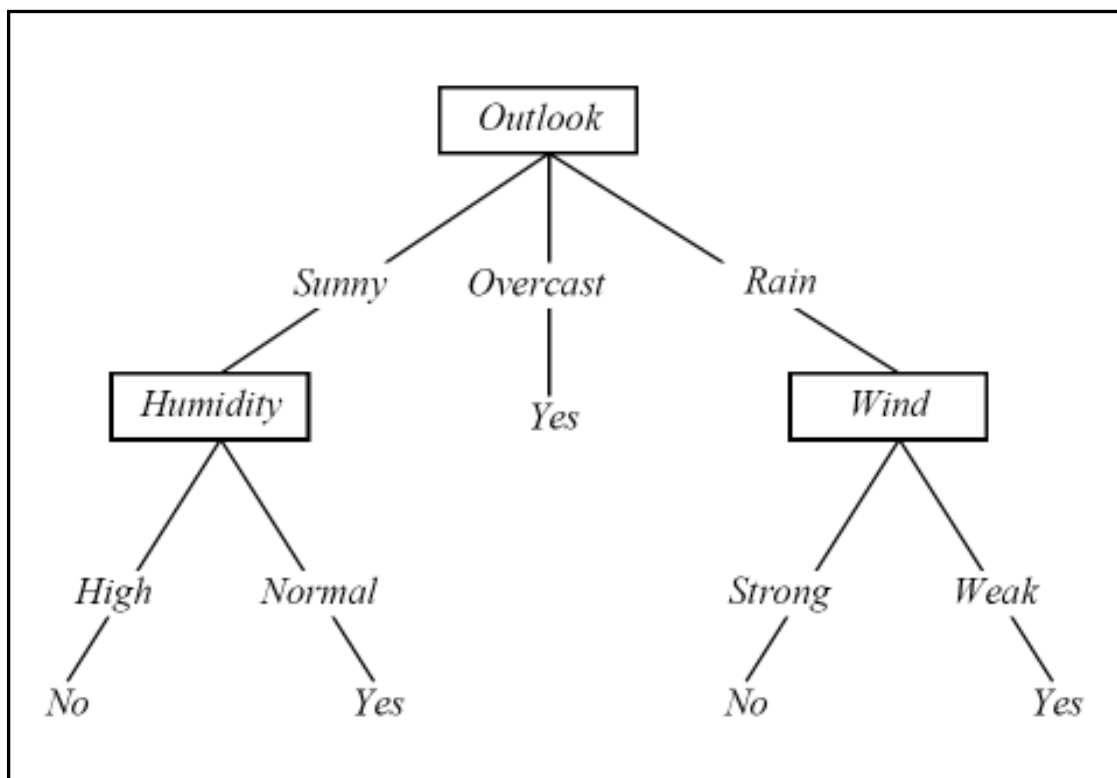 Outlook
Sunny Overcast Rain
Humidity Yes Wind
High Normal Strong Weak
No Yes No Yes